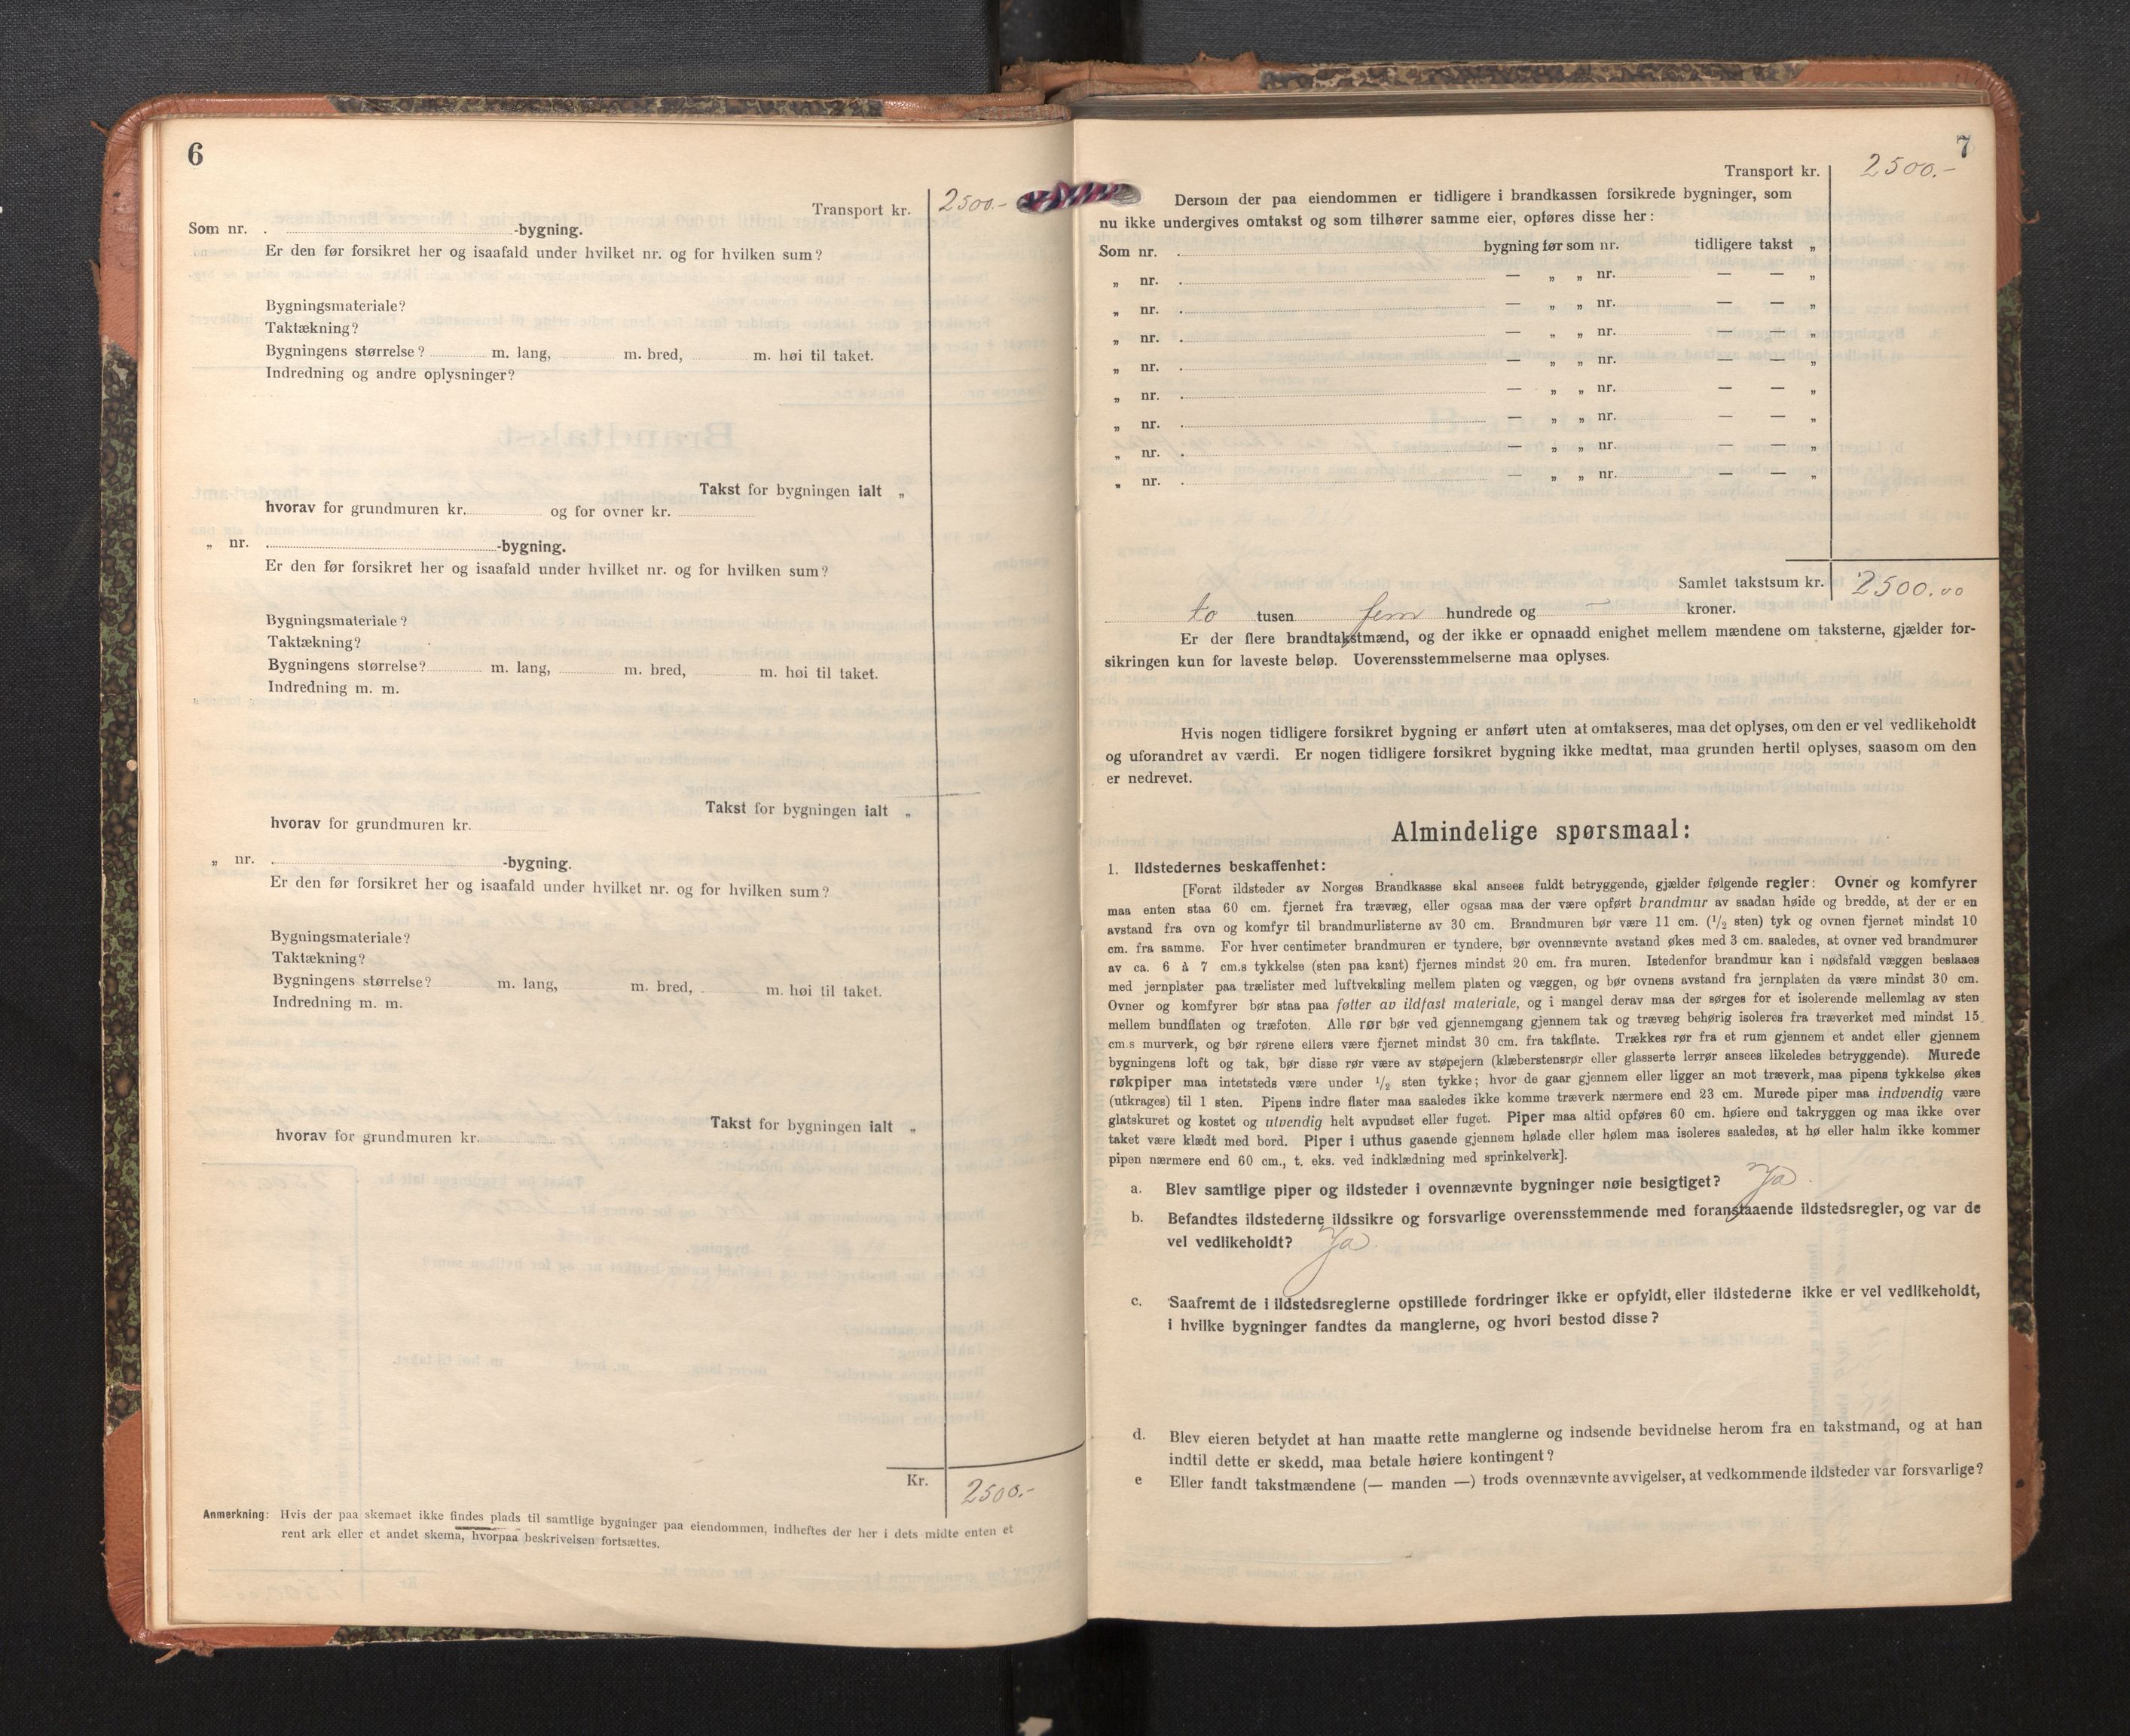 6
Transport kr. 2500.-
Som nr. . -bygning.
Er den før forsikret her og isaafald under hvilket nr. og for hvilken sum?
Bygningsmateriale?
Taktækning?
Bygningens størrelse? m. lang, m. bred, m. høi til taket.
Indredning og andre oplysninger?
Takst for bygningen ialt „
hvorav for grundmuren kr. og for ovner kr.
„ nr. -bygning.
Er den før forsikret her og isaafald under hvilket nr. og for hvilken sum?
Bygningsmateriale?
Taktækning?
Bygningens størrelse? m. lang, m. bred, m. høi til taket.
Indredning m. m.
Takst for bygningen ialt „
hvorav for grundmuren kr.
„ nr. -bygning.
Er den før forsikret her og isaafald under hvilket nr. og for hvilken sum?
Bygningsmateriale?
Taktækning?
Bygningens størrelse? m. lang, m. bred, m. høi til taket.
Indredning m. m.
Takst for bygningen ialt „
hvorav for grundmuren kr.
Kr. 2500.-
Anmerkning: Hvis der paa skemaet ikke findes plads til samtlige bygninger paa eiendommen, indheftes der her i dets midte enten et
rent ark eller et andet skema, hvorpaa beskrivelsen fortsættes.
7
Transport kr. 2500.-
Dersom der paa eiendommen er tidligere i brandkassen forsikrede bygninger, som
nu ikke undergives omtakst og som tilhører samme eier, opføres disse her:
Som nr. bygning før som nr. tidligere takst „
„ nr. — „ „ nr. — — „
„ nr. — „ „ nr. — — „
„ nr. — „ „ nr. — — „
„ nr. — „ „ nr. — — „
„ nr. — „ „ nr. — — „
„ nr. — „ „ nr. — — „
„ nr. — „ „ nr. — — „
„ nr. — „ „ nr. — — „
Samlet takstsum kr. 2500.00
to tusen fem hundrede og — kroner.
Er der flere brandtakstmænd, og der ikke er opnaadd enighet mellem mændene om taksterne, gjælder for-
sikringen kun for laveste beløp. Uoverensstemmelserne maa oplyses.
Hvis nogen tidligere forsikret bygning er anført uten at omtakseres, maa det oplyses, om den er vel vedlikeholdt
og uforandret av værdi. Er nogen tidligere forsikret bygning ikke medtat, maa grunden hertil oplyses, saasom om den
er nedrevet.
Almindelige spørsmaal:
1. Ildstedernes beskaffenhet:
[Forat ildsteder av Norges Brandkasse skal ansees fuldt betryggende, gjælder følgende regler: Ovner og komfyrer
maa enten staa 60 cm. fjernet fra trævæg, eller ogsaa maa der være opført brandmur av saadan høide og bredde, at der er en
avstand fra ovn og komfyr til brandmurlisterne av 30 cm. Brandmuren bør være 11 cm. (1/2 sten) tyk og ovnen fjernet mindst 10
cm. fra samme. For hver centimeter brandmuren er tyndere, bør ovennævnte avstand økes med 3 cm. saaledes, at ovner ved brandmurer
av ca. 6 à 7 cm.s tykkelse (sten paa kant) fjernes mindst 20 cm. fra muren. Istedenfor brandmur kan i nødsfald væggen beslaaes
med jernplater paa trælister med luftveksling mellem platen og væggen, og bør ovnens avstand fra jernplaten da være mindst 30 cm.
Ovner og komfyrer bør staa paa føtter av ildfast materiale, og i mangel derav maa der sørges for et isolerende mellemlag av sten
mellem bundflaten og træfoten. Alle rør bør ved gjennemgang gjennem tak og trævæg behørig isoleres fra træverket med mindst 15
cm.s murverk, og bør rørene ellers være fjernet mindst 30 cm. fra takflate. Trækkes rør fra et rum gjennem et andet eller gjennem
bygningens loft og tak, bør disse rør være av støpejern (klæberstensrør eller glasserte lerrør ansees likeledes betryggende). Murede
røkpiper maa intetsteds være under 1/2 sten tykke; hvor de gaar gjennem eller ligger an mot træverk, maa pipens tykkelse økes
(utkrages) til 1 sten. Pipens indre flater maa saaledes ikke komme træverk nærmere end 23 cm. Murede piper maa indvendig være
glatskuret og kostet og utvendig helt avpudset eller fuget. Piper maa altid opføres 60 cm. høiere end takryggen og maa ikke over
taket være klædt med bord. Piper i uthus gaaende gjennem hølade eller hølem maa isoleres saaledes, at hø eller halm ikke kommer
pipen nærmere end 60 cm., t. eks. ved indklædning med sprinkelverk].
a. Blev samtlige piper og ildsteder i ovennævnte bygninger nøie besigtiget? Ja.
b. Befandtes ildstederne ildssikre og forsvarlige overensstemmende med foranstaaende ildstedsregler, og var de
vel vedlikeholdt? Ja.
c. Saafremt de i ildstedsreglerne opstillede fordringer ikke er opfyldt, eller ildstederne ikke er vel vedlikeholdt,
i hvilke bygninger fandtes da manglerne, og hvori bestod disse?
d. Blev eieren betydet at han maatte rette manglerne og indsende bevidnelse herom fra en takstmand, og at han
indtil dette er skedd, maa betale høiere kontingent?
e Eller fandt takstmændene (— manden —) trods ovennævnte avvigelser, at vedkommende ildsteder var forsvarlige?